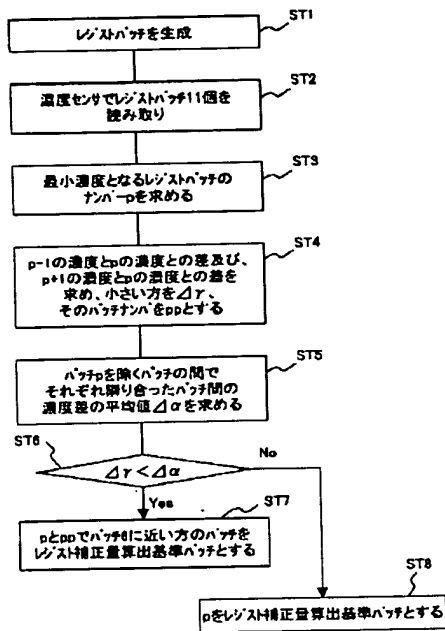 ST1
レジストパッチを生成
ST2
濃度センサでレジストパッチ11個を
読み取り
ST3
最小濃度となるレジストパッチの
ナンバーpを求める
ST4
p-1の濃度とpの濃度との差及び、
p+1の濃度とpの濃度との差を
求め、小さい方をΔγ、
そのパッチナンバをppとする
ST5
パッチpを除くパッチの間で
それぞれ隣り合ったパッチ間の
濃度差の平均値Δαを求める
ST6
Δγ<Δα
No
Yes
ST7
pとppでパッチ6に近い方のパッチを
レジスト補正量算出基準パッチとする
ST8
pをレジスト補正量算出基準パッチとする